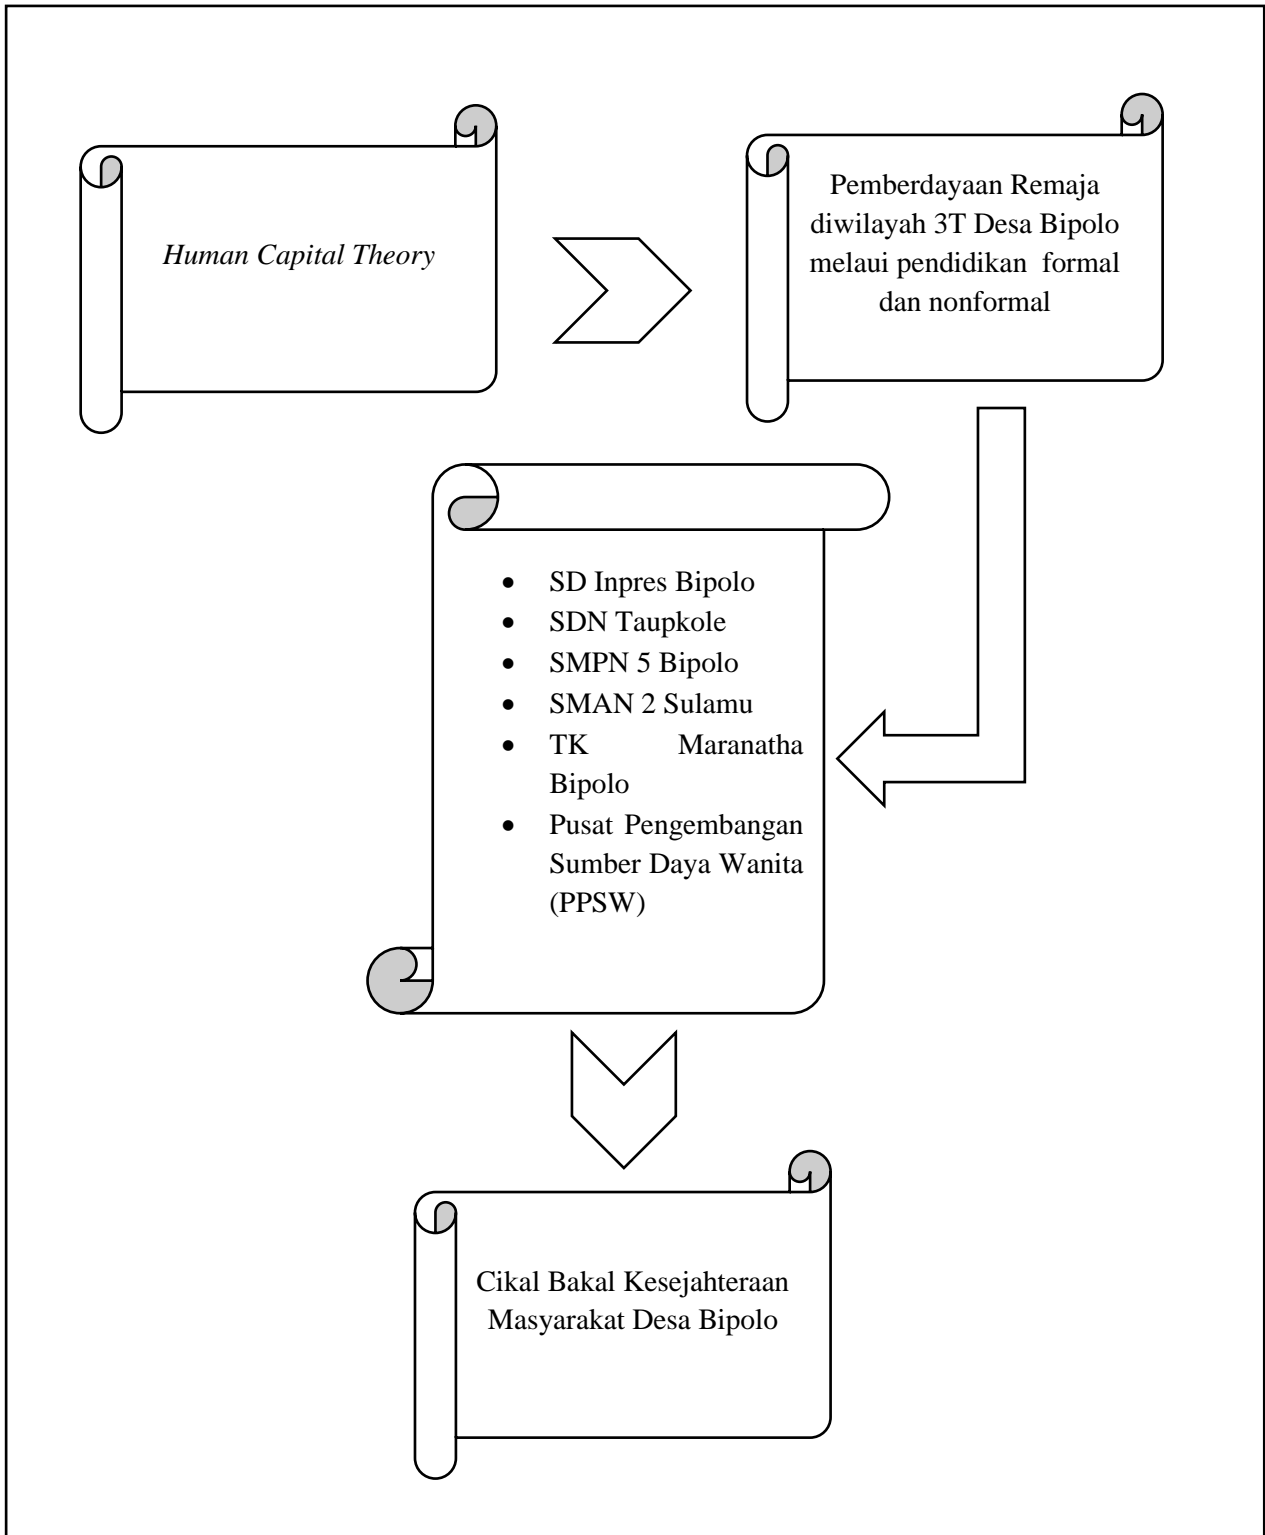 Human Capital Theory
Pemberdayaan Remaja
diwilayah 3T Desa Bipolo
melaui pendidikan formal
dan nonformal
• SD Inpres Bipolo
• SDN Taupkole
• SMPN 5 Bipolo
• SMAN 2 Sulamu
• TK Maranatha
Bipolo
• Pusat Pengembangan
Sumber Daya Wanita
(PPSW)
Cikal Bakal Kesejahteraan
Masyarakat Desa Bipolo